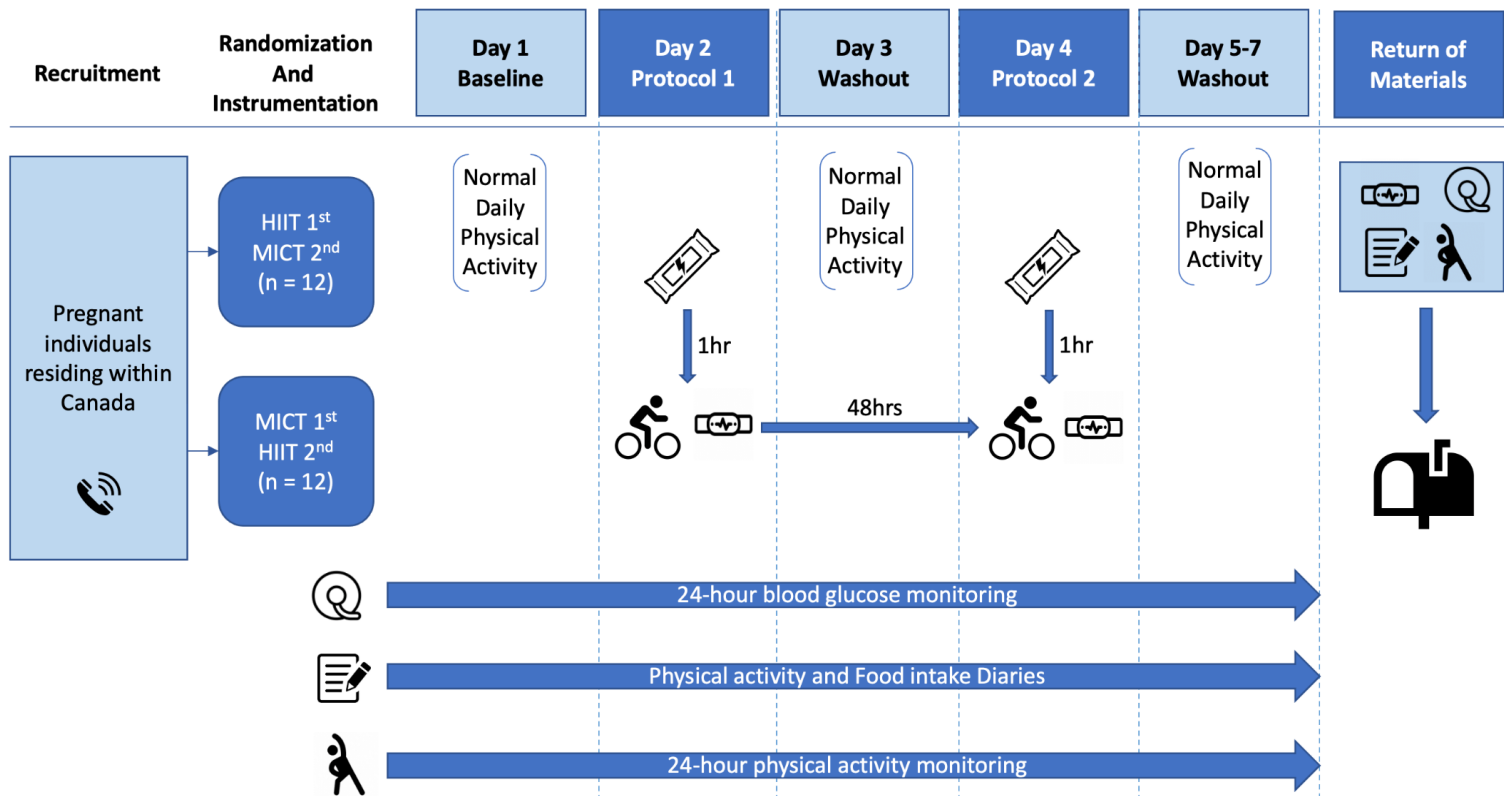 Recruitment
Randomization
And
Instrumentation
Day 1
Baseline
Day 2
Protocol 1
Day 3
Washout
Day 4
Protocol 2
Day 5-7
Washout
Return of
Materials
Pregnant
individuals
residing within
Canada
HIIT 1st
MICT 2nd
(n = 12)
MICT 1st
HIIT 2nd
(n = 12)
Normal
Daily
Physical
Activity
1hr
48hrs
Normal
Daily
Physical
Activity
1hr
Normal
Daily
Physical
Activity
24-hour blood glucose monitoring
Physical activity and Food intake Diaries
24-hour physical activity monitoring